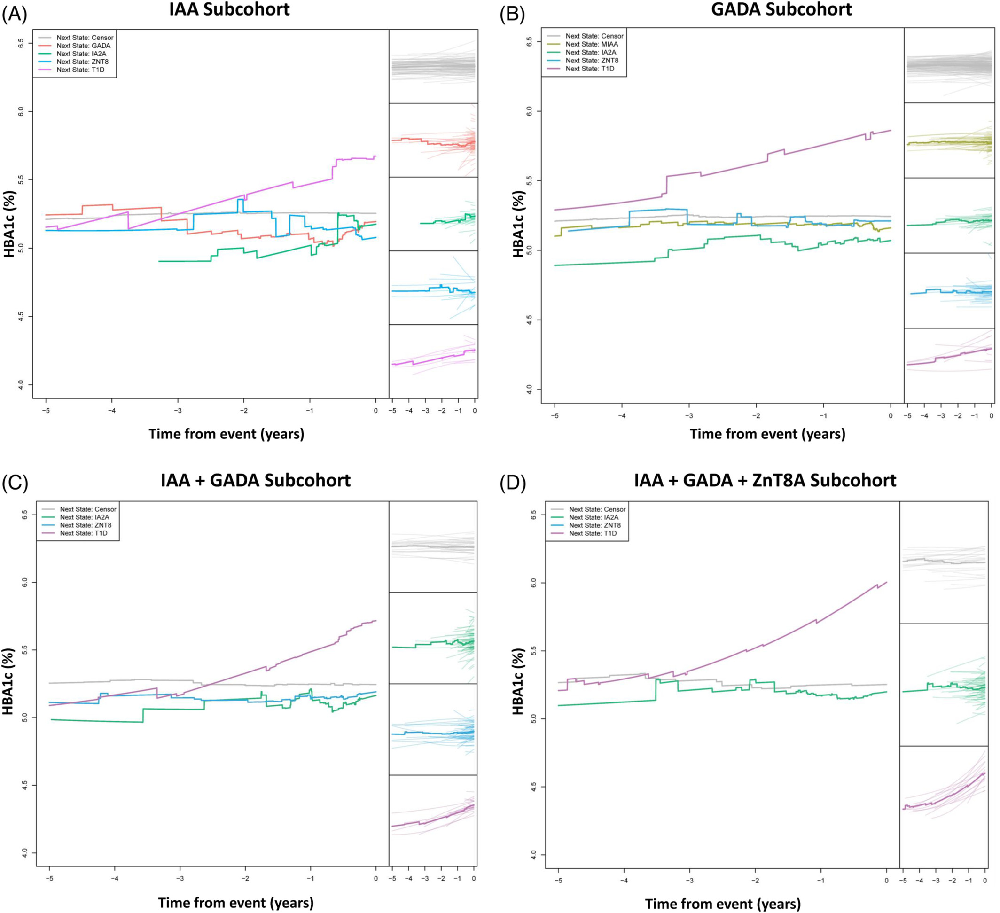 (A)
IAA Subcohort
Next State: Censor
Next State: GADA
Next State: IA2A
Next State: ZNT8
Next State: T1D
HBA1c (%)
6.5
6.0
5.5
5.0
4.5
4.0
−5 −4 −3 −2 −1 0
−5 −4 −3 −2 −1 0
Time from event (years)
(B)
GADA Subcohort
Next State: Censor
Next State: MIAA
Next State: IA2A
Next State: ZNT8
Next State: T1D
HBA1c (%)
6.5
6.0
5.5
5.0
4.5
4.0
−5 −4 −3 −2 −1 0
−5 −4 −3 −2 −1 0
Time from event (years)
(C)
IAA + GADA Subcohort
Next State: Censor
Next State: IA2A
Next State: ZNT8
Next State: T1D
HBA1c (%)
6.5
6.0
5.5
5.0
4.5
4.0
−5 −4 −3 −2 −1 0
−5 −4 −3 −2 −1 0
Time from event (years)
(D)
IAA + GADA + ZnT8A Subcohort
Next State: Censor
Next State: IA2A
Next State: ZNT8
Next State: T1D
HBA1c (%)
6.5
6.0
5.5
5.0
4.5
4.0
−5 −4 −3 −2 −1 0
−5 −4 −3 −2 −1 0
Time from event (years)